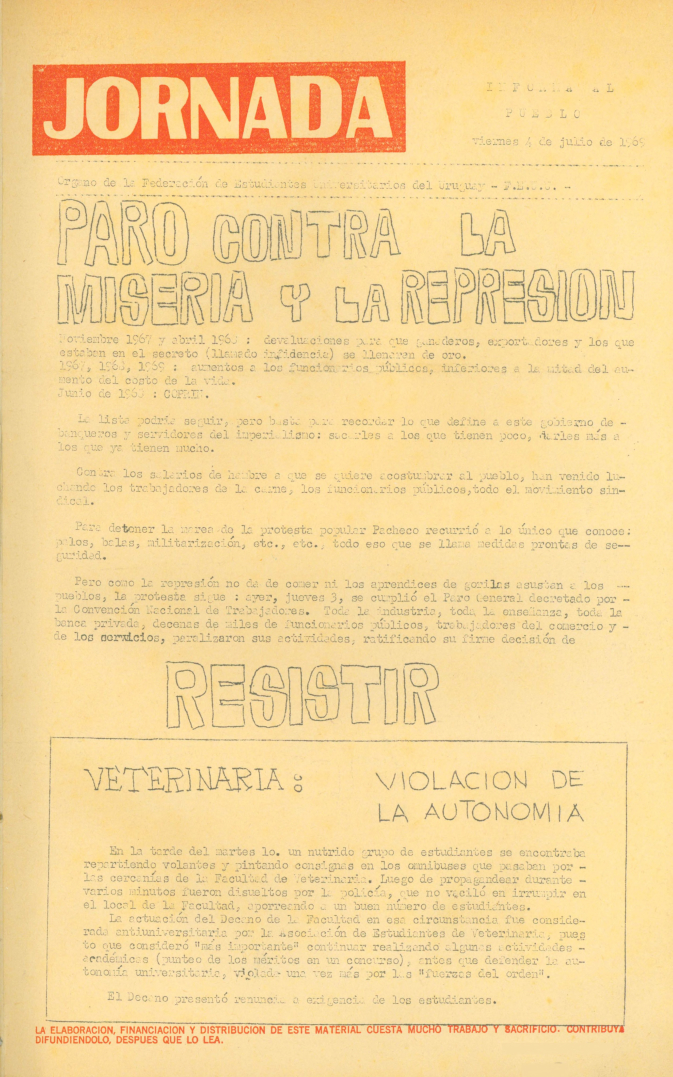 JORNADA
INFORMA AL
PUEBLO
viernes 4 de julio de 1969
Organo de la Federación de Estudiantes Universitarios del Uruguay - F.E.U.U. -
PARO CONTRA LA
MISERIA Y LA REPRESION
Noviembre 1967 y abril 1968 : devaluaciones para que ganaderos, exportadores y los que
estaban en el secreto (llamado infidencia) se llenaran de oro.
1967, 1968, 1969 : aumentos a los funcionarios públicos, inferiores a la mitad del au-
mento del costo de la vida.
Junio de 1968 : COPRIN.
La lista podría seguir, pero basta para recordar lo que define a este gobierno de -
banqueros y servidores del imperialismo: sacarles a los que tienen poco, darles más a
los que ya tienen mucho.
Contra los salarios de hambre a que se quiere acostumbrar al pueblo, han venido lu-
chando los trabajadores de la carne, los funcionarios públicos,todo el movimiento sin-
dical.
Para detener la marea de la protesta popular Pacheco recurrió a lo único que conoce:
palos, balas, militarización, etc., etc., todo eso que se llama medidas prontas de se--
guridad.
Pero como la represión no da de comer ni los aprendices de gorilas asustan a los --
pueblos, la protesta sigue : ayer, jueves 3, se cumplió el Paro General decretado por -
la Convención Nacional de Trabajadores. Toda la industria, toda la enseñanza, toda la
banca privada, decenas de miles de funcionarios públicos, trabajadores del comercio y -
de los servicios, paralizaron sus actividades, ratificando su firme decisión de
RESISTIR
VETERINARIA : VIOLACION DE
LA AUTONOMIA
En la tarde del martes 1o. un nutrido grupo de estudiantes se encontraba
repartiendo volantes y pintando consignas en los omnibuses que pasaban por -
las cercanías de la Facultad de Veterinaria. Luego de propagandear durante -
varios minutos fueron disueltos por la policía, que no vaciló en irrumpir en
el local de la Facultad, aporreando a un buen número de estudiantes.
La actuación del Decano de la Facultad en esa circunstancia fue conside-
rada antiuniversitaria por la Asociación de Estudiantes de Veterinaria, pues
to que consideró "más importante" continuar realizando algunas actividades -
académicas (punteo de los méritos en un concurso), antes que defender la au-
tonomía universitaria, violada una vez más por las "fuerzas del orden".
El Decano presentó renuncia a exigencia de los estudiantes.
LA ELABORACION, FINANCIACION Y DISTRIBUCION DE ESTE MATERIAL CUESTA MUCHO TRABAJO Y SACRIFICIO. CONTRIBUYA
DIFUNDIENDOLO, DESPUES QUE LO LEA.